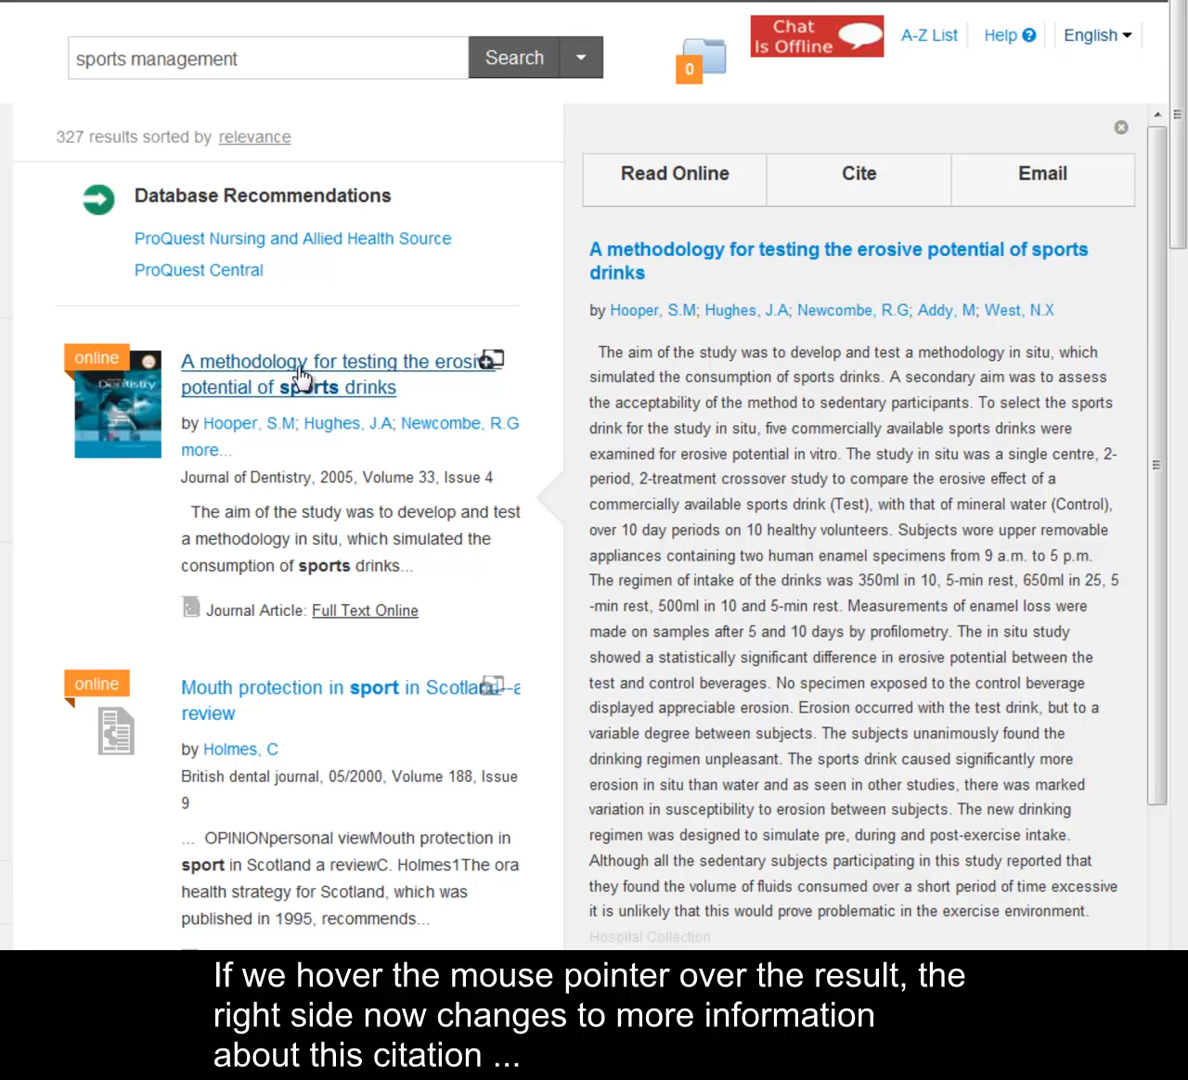 sports management
Search
0
Chat
Is Offline
A-Z List
Help ?
English
327 results sorted by relevance
Database Recommendations
ProQuest Nursing and Allied Health Source
ProQuest Central
online
Dentistry
A methodology for testing the erosi
potential of sports drinks
by Hooper, S.M; Hughes, J.A; Newcombe, R.G
more...
Journal of Dentistry, 2005, Volume 33, Issue 4
The aim of the study was to develop and test
a methodology in situ, which simulated the
consumption of sports drinks...
Journal Article: Full Text Online
online
Mouth protection in sport in Scotland--a
review
by Holmes, C
British dental journal, 05/2000, Volume 188, Issue
9
... OPINIONpersonal viewMouth protection in
sport in Scotland a reviewC. Holmes1The ora
health strategy for Scotland, which was
published in 1995, recommends...
Read Online
Cite
Email
A methodology for testing the erosive potential of sports
drinks
by Hooper, S.M; Hughes, J.A; Newcombe, R.G; Addy, M; West, N.X
The aim of the study was to develop and test a methodology in situ, which
simulated the consumption of sports drinks. A secondary aim was to assess
the acceptability of the method to sedentary participants. To select the sports
drink for the study in situ, five commercially available sports drinks were
examined for erosive potential in vitro. The study in situ was a single centre, 2-
period, 2-treatment crossover study to compare the erosive effect of a
commercially available sports drink (Test), with that of mineral water (Control),
over 10 day periods on 10 healthy volunteers. Subjects wore upper removable
appliances containing two human enamel specimens from 9 a.m. to 5 p.m.
The regimen of intake of the drinks was 350ml in 10, 5-min rest, 650ml in 25, 5
-min rest, 500ml in 10 and 5-min rest. Measurements of enamel loss were
made on samples after 5 and 10 days by profilometry. The in situ study
showed a statistically significant difference in erosive potential between the
test and control beverages. No specimen exposed to the control beverage
displayed appreciable erosion. Erosion occurred with the test drink, but to a
variable degree between subjects. The subjects unanimously found the
drinking regimen unpleasant. The sports drink caused significantly more
erosion in situ than water and as seen in other studies, there was marked
variation in susceptibility to erosion between subjects. The new drinking
regimen was designed to simulate pre, during and post-exercise intake.
Although all the sedentary subjects participating in this study reported that
they found the volume of fluids consumed over a short period of time excessive
it is unlikely that this would prove problematic in the exercise environment.
Hospital Collection
If we hover the mouse pointer over the result, the
right side now changes to more information
about this citation ...